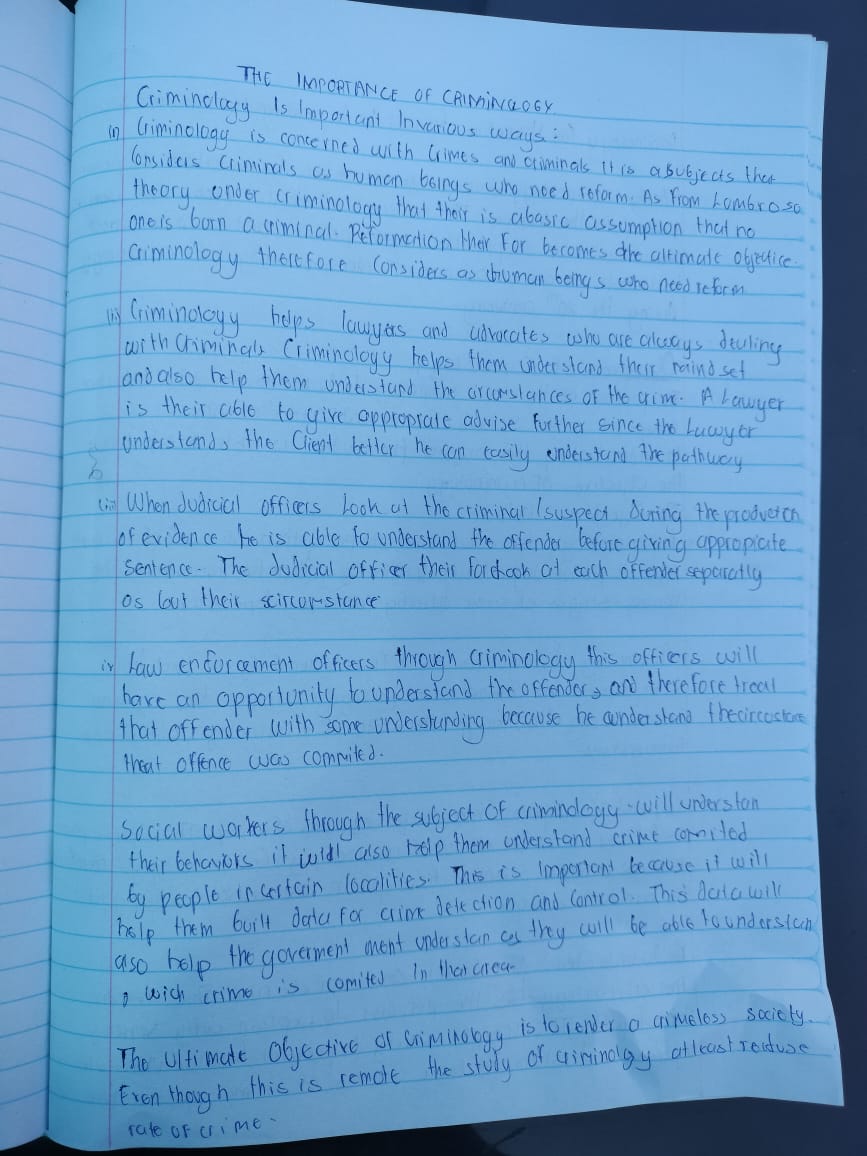 THE IMPORTANCE OF CRIMINOLOGY
Criminology Is Important Invarious ways:
(i) Criminology is concerned with Crimes and criminals it is a subjects that
Considers Criminals as human beings who need reform. As from Lombroso
theory under criminology that their is abasic assumption that no
one is born a criminal. Reformation their for becomes the altimate objective.
Criminology therefore Considers as human beings who need reform
ii) Criminology helps lawyers and advocates who are always deuling
with Criminals Criminology helps them understand their mindset
and also help them understand the circumstances of the crime. A Lawyer
is their able to give appropriate advise further since the Lawyer
understands the Client better he can easily understand the pathway
(iii) When Judicial officers Look at the criminal /suspect During the production
of evidence he is able to understand the offender before giving appropiate
Sentence. The Judicial officer their for look at each offender separatly
as but their
iv Law enforcement officers through criminology this officers will
have an opportunity to understand the offenders and therefore treat
that offender with some understanding because he understand
that offence was commited.
Social workers through the subject of criminology will understan
their behaviors it will also help them understand crime comited
by people in certain localities. This is Important because it will
help them built data for crime detection and Control. This data will
also help the goverment ment understan as they will be able to understan
wich crime is comited In that area
The Ultimate Objective of Criminology is to render a crimeless society.
Even though this is remote the study of criminolgy atleast reiduse
rate of crime.